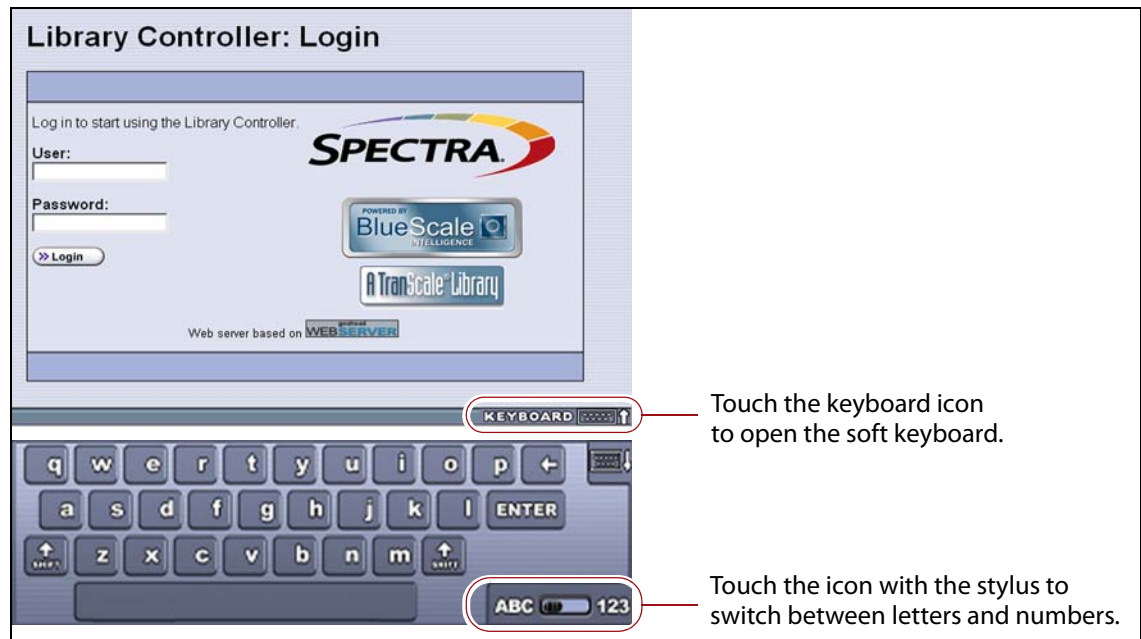 Library Controller: Login
Log in to start using the Library Controller.
SPECTRA
User:
Password:
POWERED BY
BlueScale
INTELLIGENCE
>> Login
A TranScale® Library
Web server based on goahead WEBSERVER
KEYBOARD
Touch the keyboard icon
to open the soft keyboard.
q w e r t y u i o p ←
a s d f g h j k l ENTER
SHIFT z x c v b n m SHIFT
ABC 123
Touch the icon with the stylus to
switch between letters and numbers.